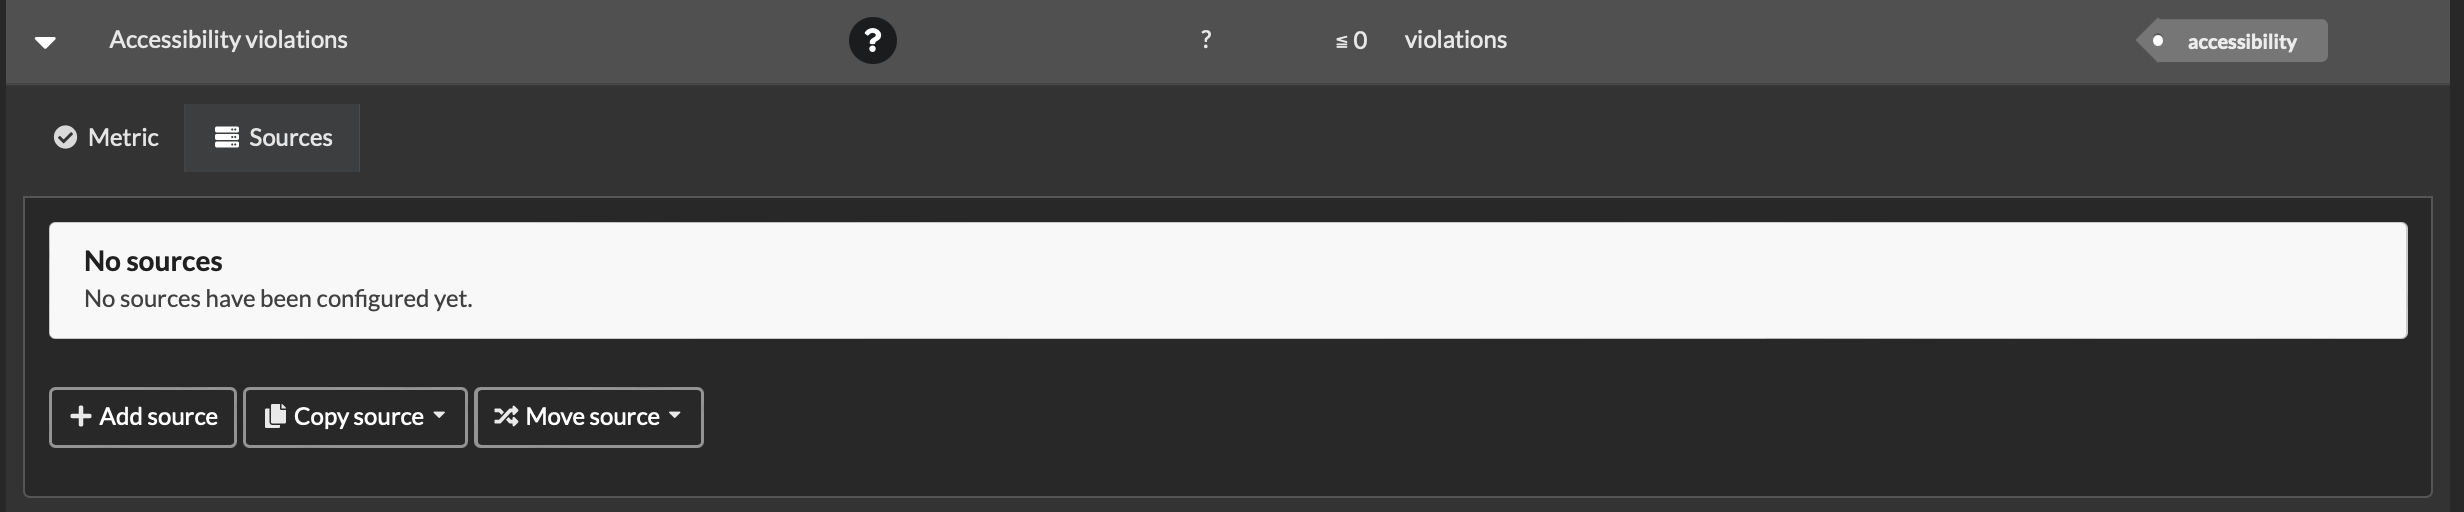 Accessibility violations ? ? ≦ 0 violations accessibility
Metric Sources
No sources
No sources have been configured yet.
Add source Copy source Move source